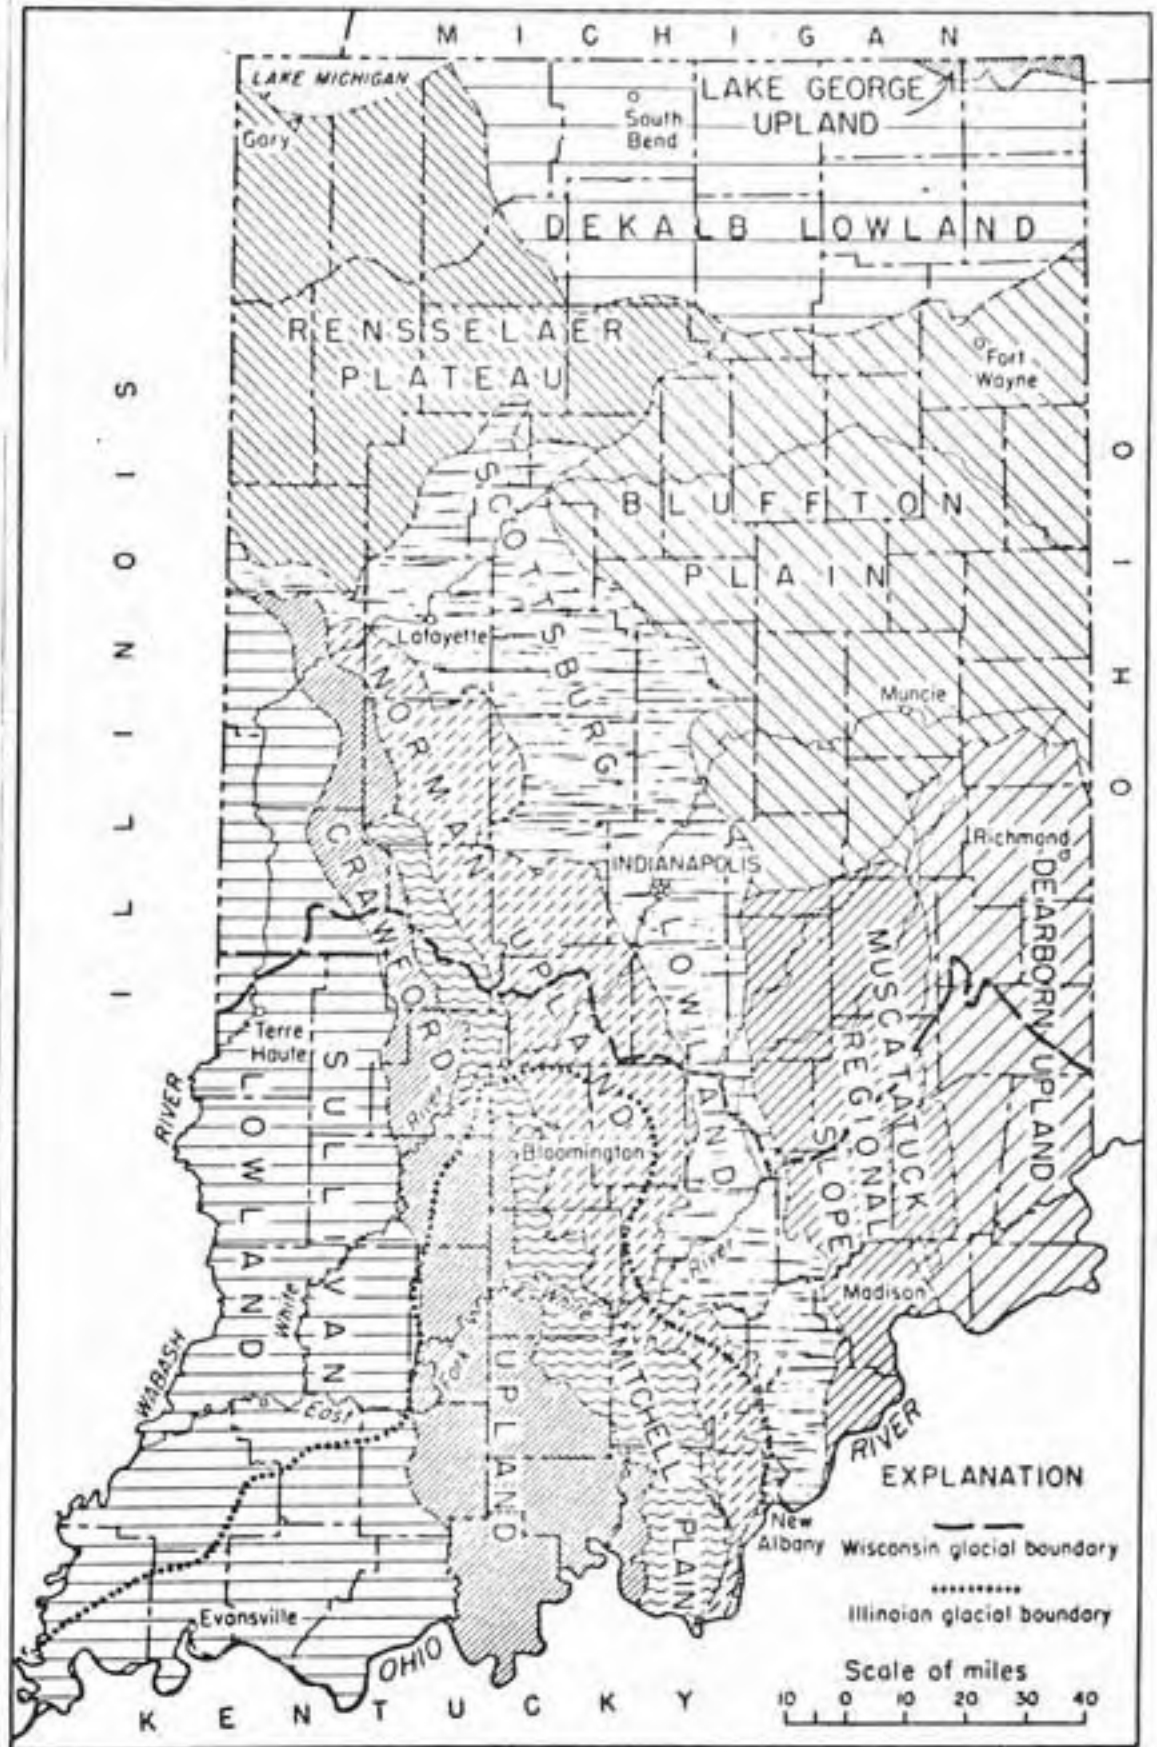 MICHIGAN
LAKE MICHIGAN
LAKE GEORGE
UPLAND
South
Bend
Gary
DEKALB LOWLAND
RENSSELAER
PLATEAU
Fort
Wayne
ILLINOIS
OHIO
SCOTTSBURG
LOWLAND
BLUFFTON
PLAIN
Lafayette
Muncie
NORMAN
UPLAND
CRAWFORD
UPLAND
INDIANAPOLIS
Richmond
DEARBORN UPLAND
MUSCATATUCK
REGIONAL
SLOPE
Terre
Haute
SULLIVAN
LOWLAND
River
RIVER
Bloomington
River
Madison
White
WABASH
White
Fork
East
MITCHELL
PLAIN
RIVER
New
Albany
Evansville
OHIO
KENTUCKY
EXPLANATION
Wisconsin glacial boundary
Illinoian glacial boundary
Scale of miles
10 0 10 20 30 40